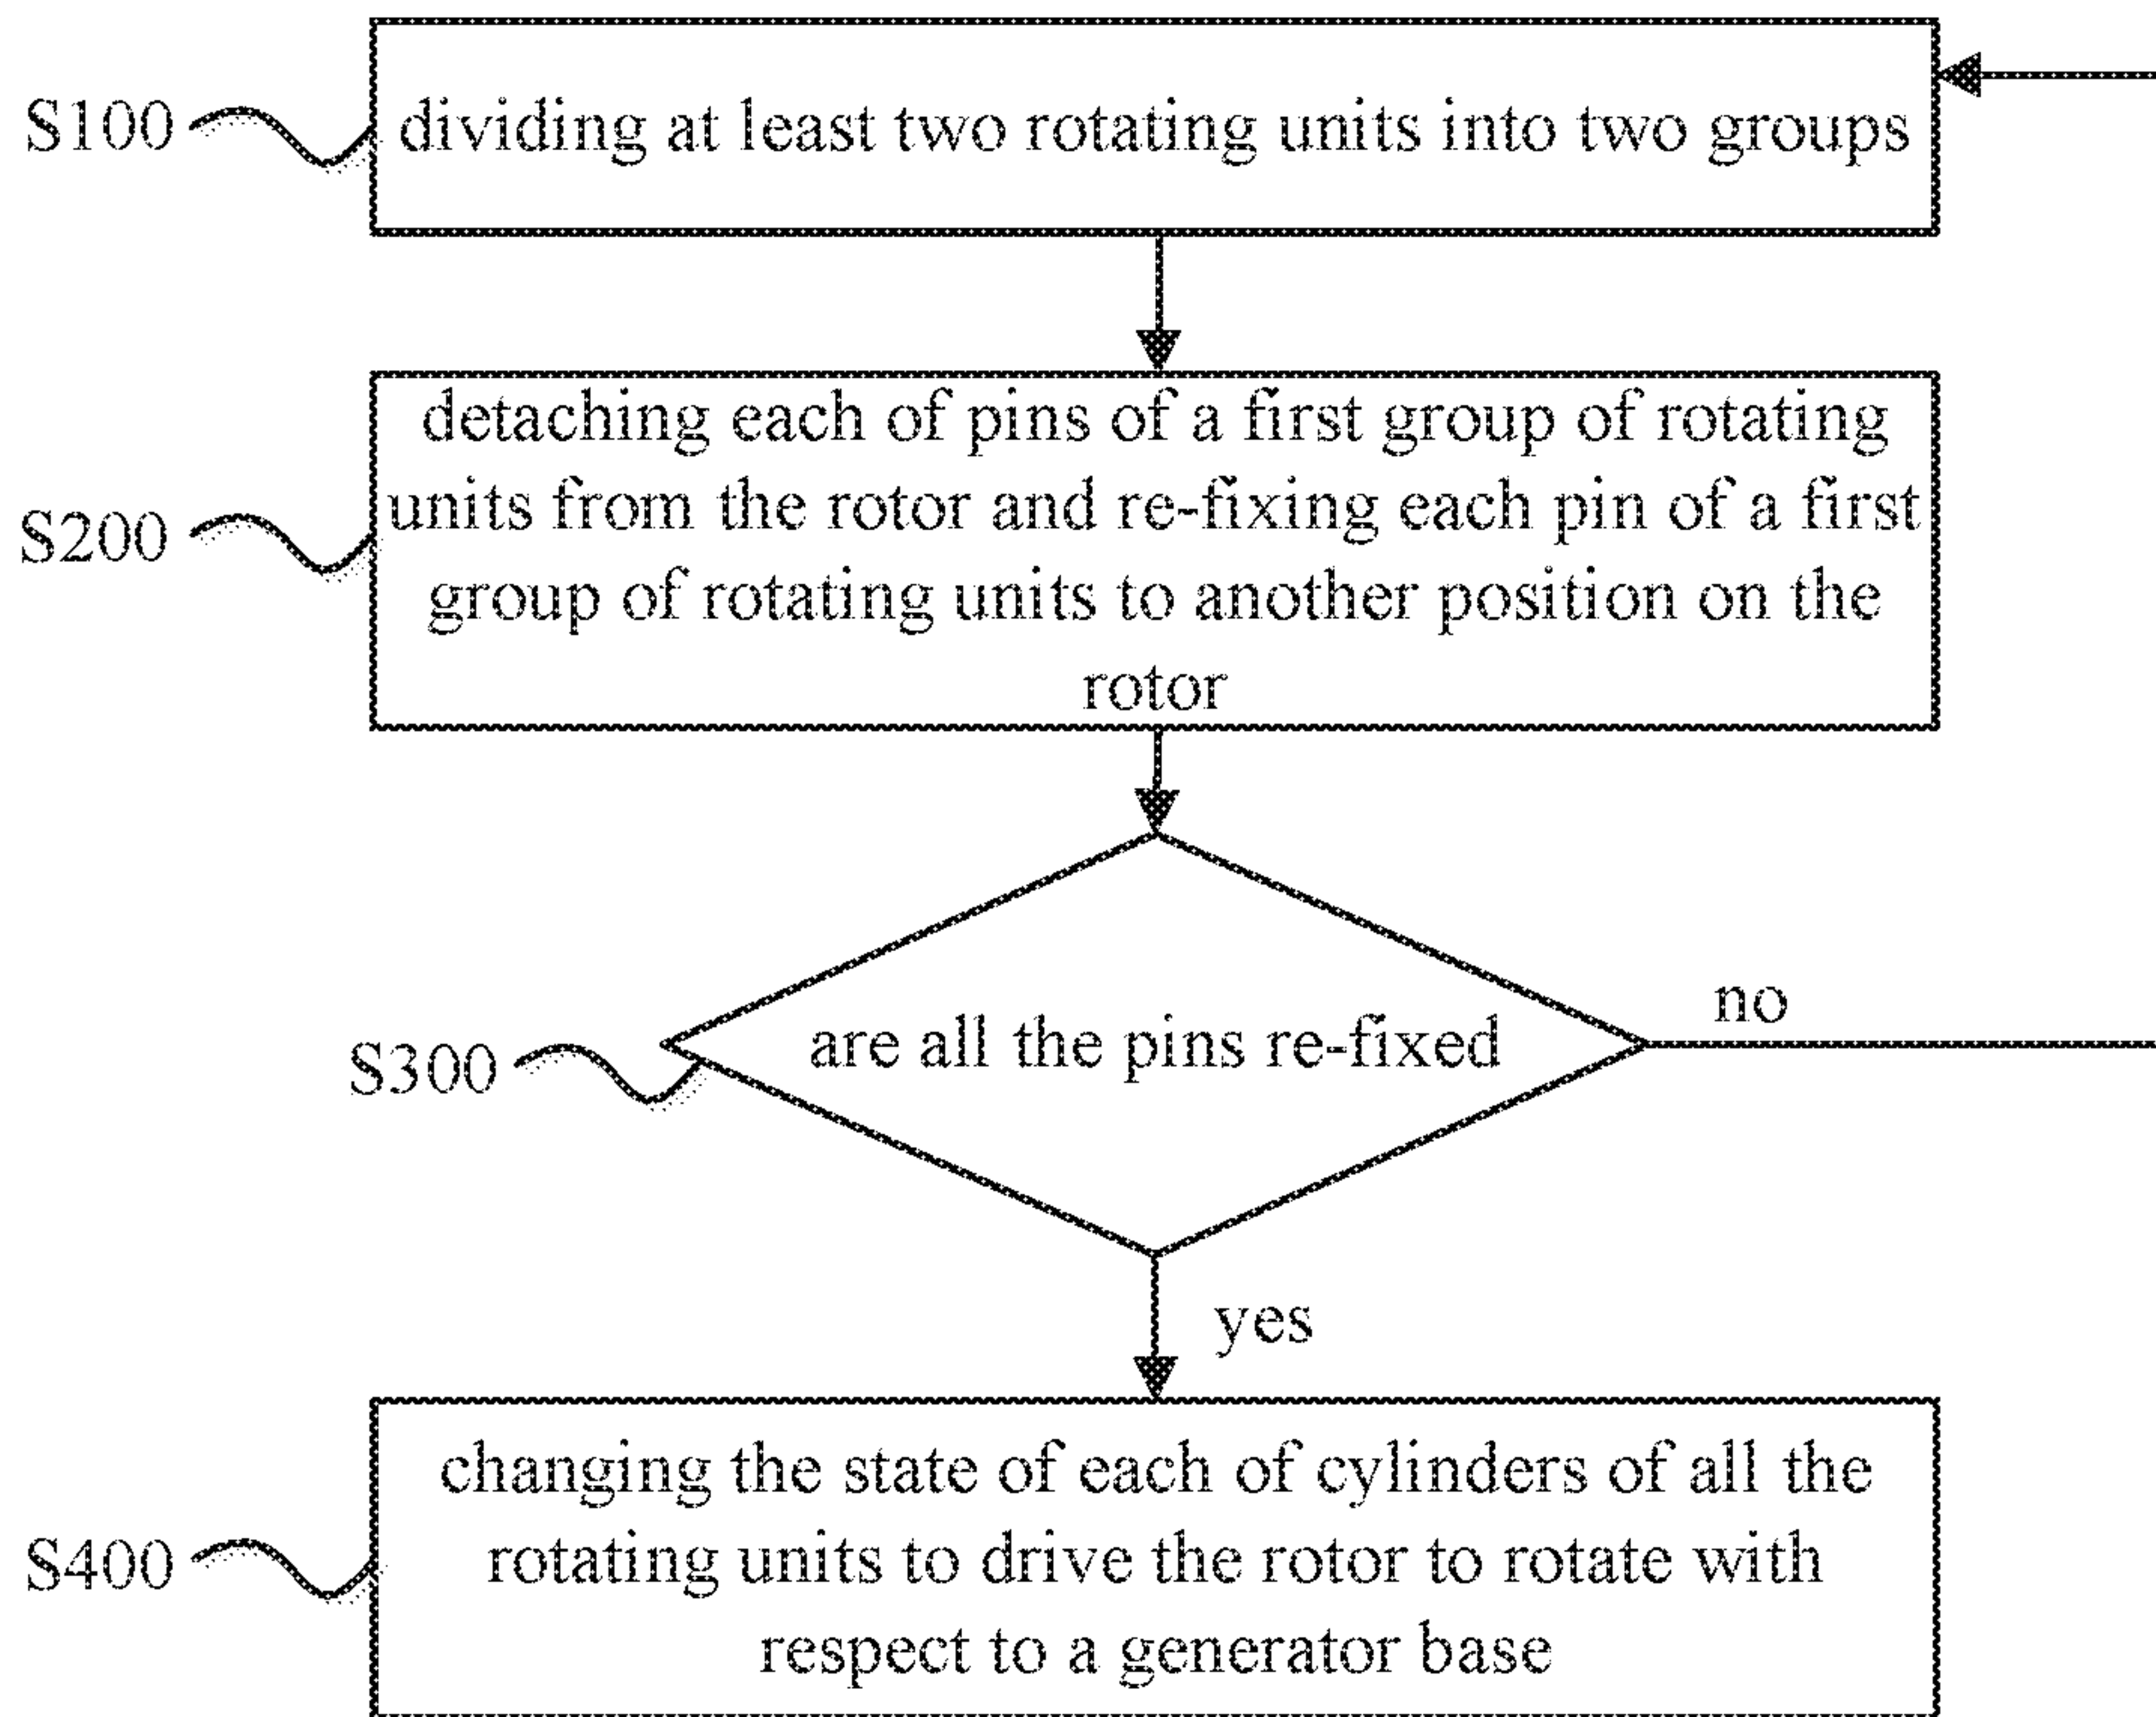 S100
dividing at least two rotating units into two groups
S200
detaching each of pins of a first group of rotating
units from the rotor and re-fixing each pin of a first
group of rotating units to another position on the
rotor
S300
are all the pins re-fixed
no
yes
S400
changing the state of each of cylinders of all the
rotating units to drive the rotor to rotate with
respect to a generator base